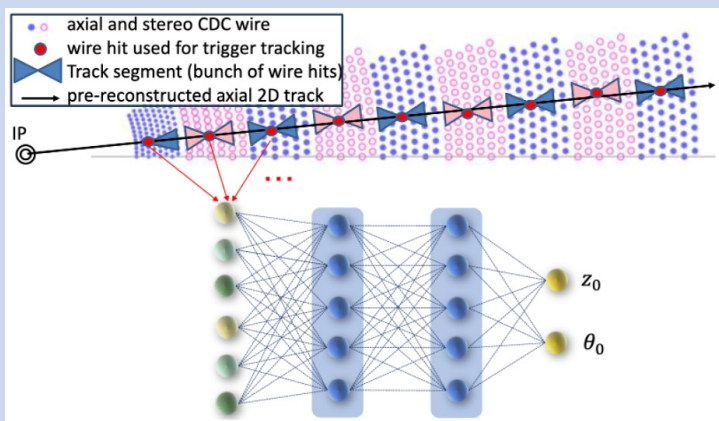 axial and stereo CDC wire
wire hit used for trigger tracking
Track segment (bunch of wire hits)
pre-reconstructed axial 2D track
IP
...
z₀
θ₀